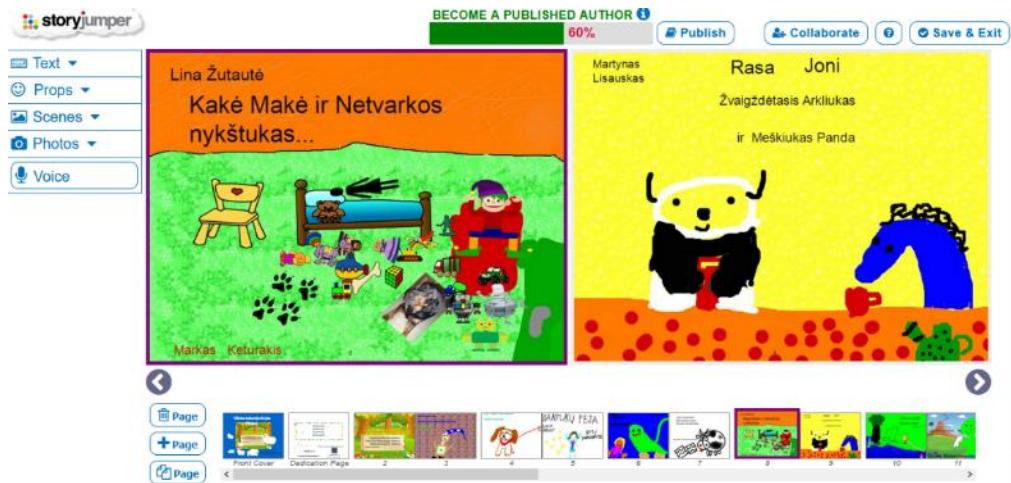 storyjumper
BECOME A PUBLISHED AUTHOR
60%
Publish
Collaborate
Save & Exit
Text
Props
Scenes
Photos
Voice
Lina Žutautė
Kakė Makė ir Netvarkos
nykštukas...
Markas Keturakis
Martynas
Lisauskas
Rasa Joni
Žvaigždėtasis Arkliukas
ir Meškiukas Panda
Page
Page
Page
Front Cover
Dedication Page
2
3
4
5
6
7
8
9
10
11